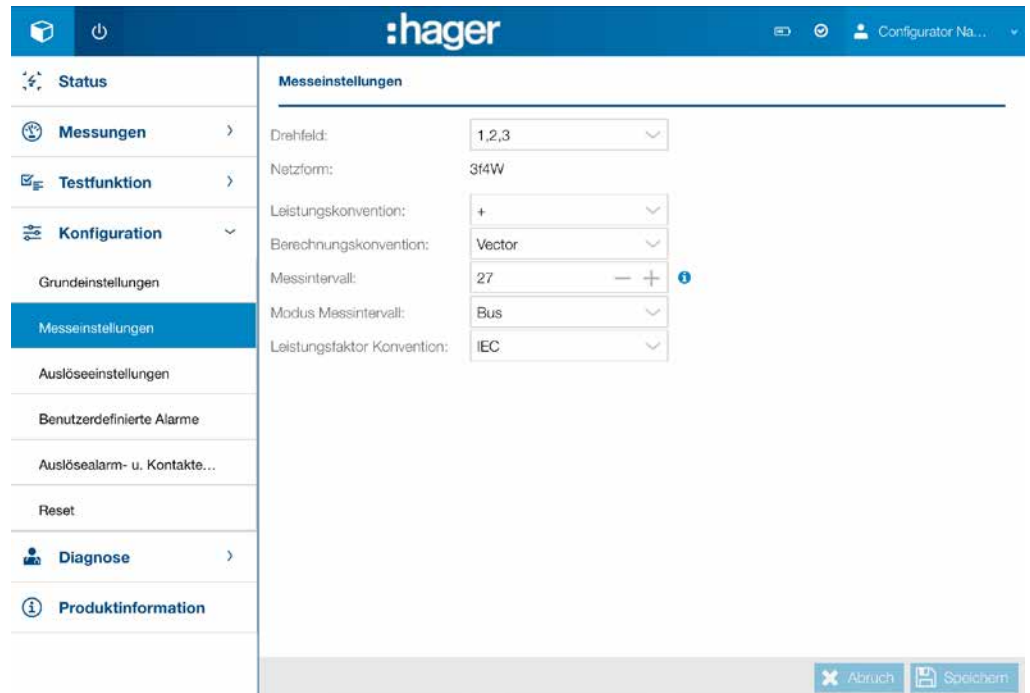 :hager
Configurator Na...
Status
Messungen
Testfunktion
Konfiguration
Grundeinstellungen
Messeinstellungen
Auslöseeinstellungen
Benutzerdefinierte Alarme
Auslösealarm- u. Kontakte...
Reset
Diagnose
Produktinformation
Messeinstellungen
Drehfeld: 1,2,3
Netzform: 3f4W
Leistungskonvention: +
Berechnungskonvention: Vector
Messintervall: 27 − +
Modus Messintervall: Bus
Leistungsfaktor Konvention: IEC
Abruch Speichern